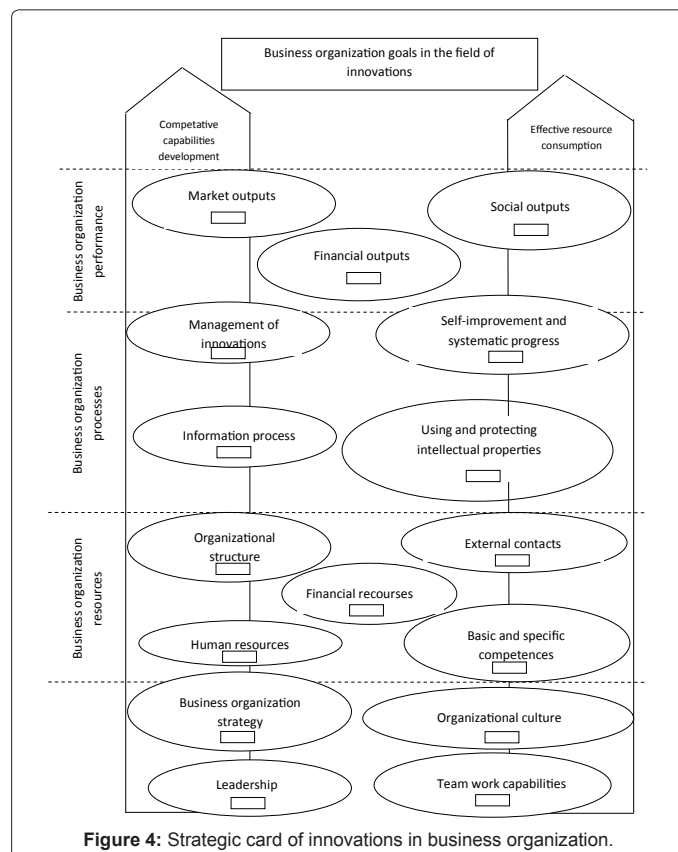 Business organization goals in the field of
innovations
Competative
capabilities
development
Effective resource
consumption
Business organization
performance
Market outputs
Social outputs
Financial outputs
Business organization
processes
Management of
innovations
Self-improvement and
systematic progress
Information process
Using and protecting
intellectual properties
Business organization
resources
Organizational
structure
External contacts
Financial recourses
Human resources
Basic and specific
competences
Business organization
strategy
Organizational culture
Leadership
Team work capabilities
Figure 4: Strategic card of innovations in business organization.